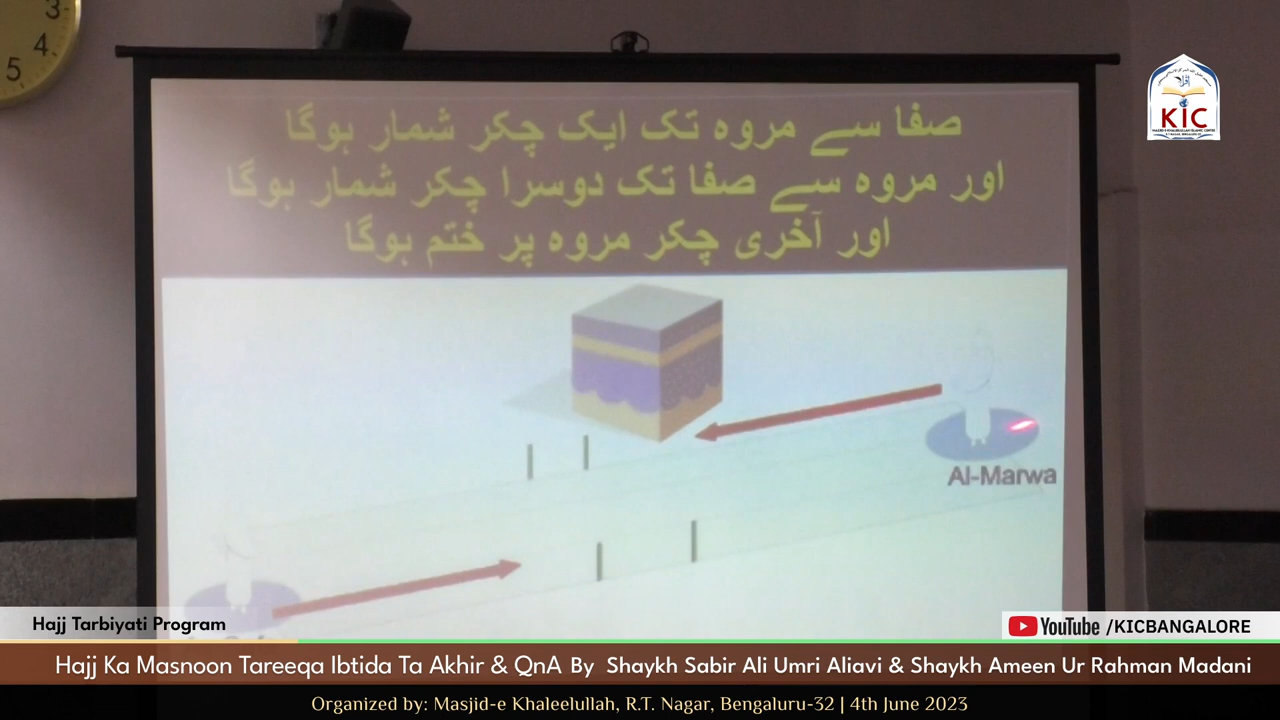 3
4
5
صفا سے مروہ تک ایک چکر شمار ہوگا
اور مروہ سے صفا تک دوسرا چکر شمار ہوگا
اور آخری چکر مروہ پر ختم ہوگا
KIC
Al-Marwa
Hajj Tarbiyati Program
YouTube /KICBANGALORE
Hajj Ka Masnoon Tareeqa Ibtida Ta Akhir & QnA By Shaykh Sabir Ali Umri Aliavi & Shaykh Ameen Ur Rahman Madani
Organized by: Masjid-e Khaleelullah, R.T. Nagar, Bengaluru-32 | 4th June 2023